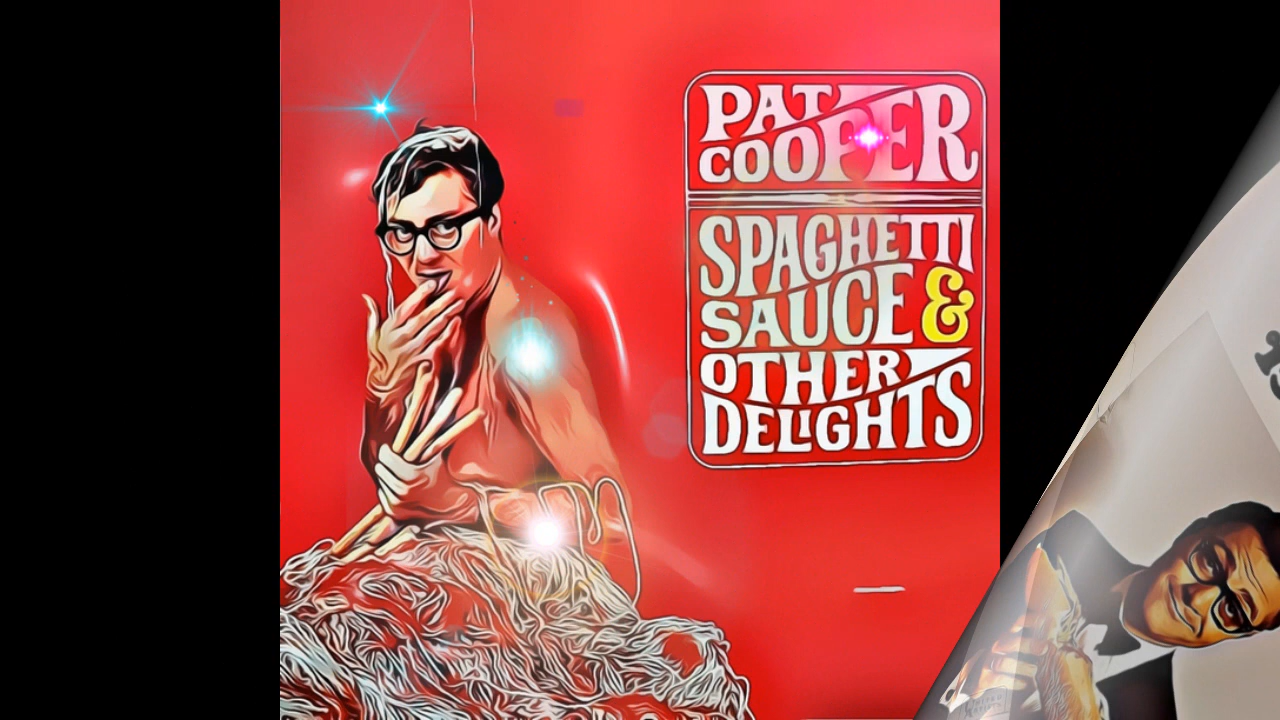 PAT
COOPER
SPAGHETTI
SAUCE &
OTHER
DELIGHTS